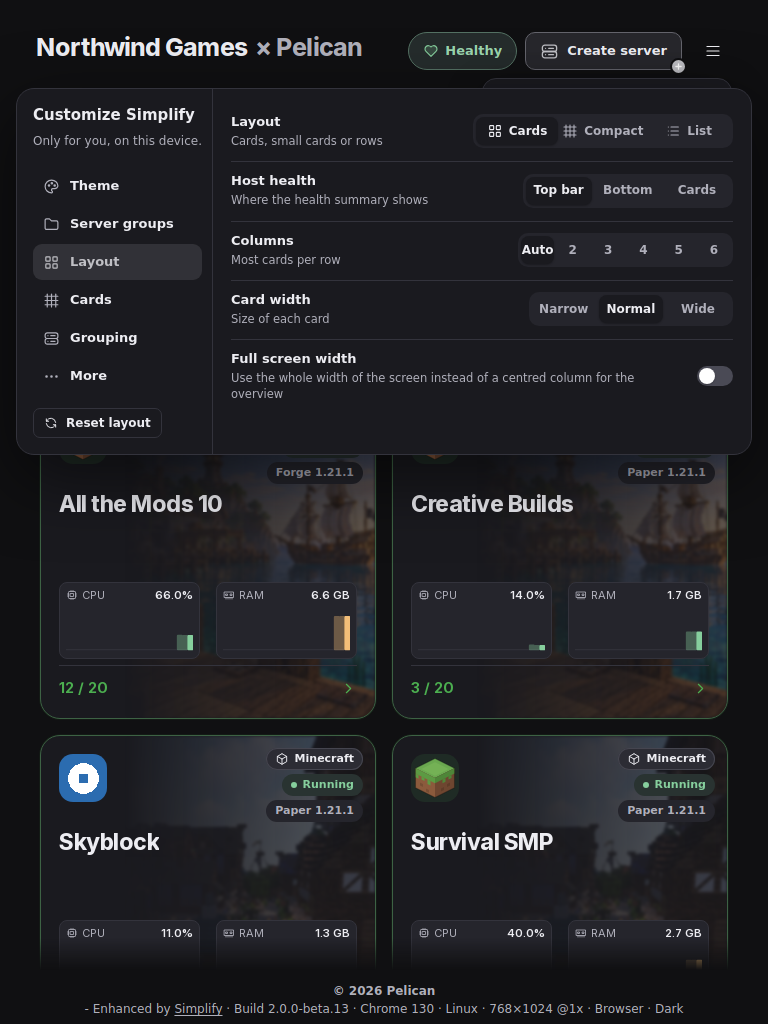 Northwind Games × Pelican
Healthy
Create server
Customize Simplify
Only for you, on this device.
Theme
Server groups
Layout
Cards
Grouping
More
Reset layout
Layout
Cards, small cards or rows
Cards
Compact
List
Host health
Where the health summary shows
Top bar
Bottom
Cards
Columns
Most cards per row
Auto
2
3
4
5
6
Card width
Size of each card
Narrow
Normal
Wide
Full screen width
Use the whole width of the screen instead of a centred column for the
overview
Forge 1.21.1
All the Mods 10
CPU
66.0%
RAM
6.6 GB
12 / 20
Paper 1.21.1
Creative Builds
CPU
14.0%
RAM
1.7 GB
3 / 20
Minecraft
Running
Paper 1.21.1
Skyblock
CPU
11.0%
RAM
1.3 GB
Minecraft
Running
Paper 1.21.1
Survival SMP
CPU
40.0%
RAM
2.7 GB
© 2026 Pelican
- Enhanced by Simplify · Build 2.0.0-beta.13 · Chrome 130 · Linux · 768×1024 @1x · Browser · Dark